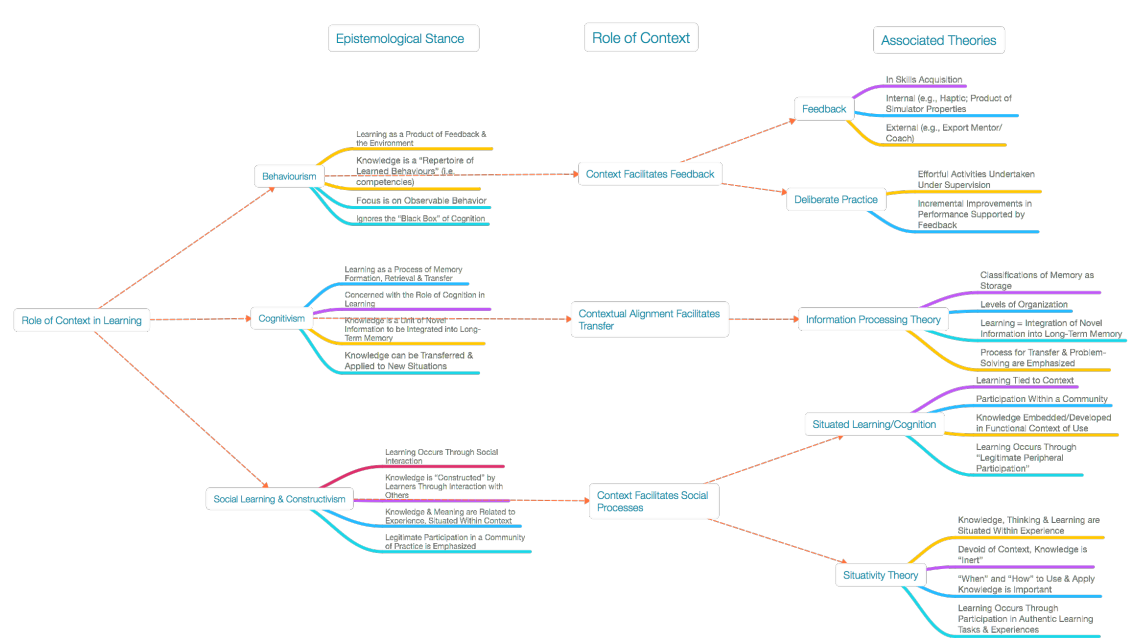 Epistemological Stance
Role of Context
Associated Theories
Role of Context in Learning
Behaviourism
Learning as a Product of Feedback &
the Environment
Knowledge is a “Repertoire of
Learned Behaviours” (i.e.
competencies)
Focus is on Observable Behavior
Ignores the “Black Box” of Cognition
Context Facilitates Feedback
Feedback
In Skills Acquisition
Internal (e.g., Haptic; Product of
Simulator Properties
External (e.g., Export Mentor/
Coach)
Deliberate Practice
Effortful Activities Undertaken
Under Supervision
Incremental Improvements in
Performance Supported by
Feedback
Cognitivism
Learning as a Process of Memory
Formation, Retrieval & Transfer
Concerned with the Role of Cognition in
Learning
Knowledge is a Unit of Novel
Information to be Integrated into Long-
Term Memory
Knowledge can be Transferred &
Applied to New Situations
Contextual Alignment Facilitates
Transfer
Information Processing Theory
Classifications of Memory as
Storage
Levels of Organization
Learning = Integration of Novel
Information into Long-Term Memory
Process for Transfer & Problem-
Solving are Emphasized
Social Learning & Constructivism
Learning Occurs Through Social
Interaction
Knowledge is “Constructed” by
Learners Through Interaction with
Others
Knowledge & Meaning are Related to
Experience, Situated Within Context
Legitimate Participation in a Community
of Practice is Emphasized
Context Facilitates Social
Processes
Situated Learning/Cognition
Learning Tied to Context
Participation Within a Community
Knowledge Embedded/Developed
in Functional Context of Use
Learning Occurs Through
“Legitimate Peripheral
Participation”
Situativity Theory
Knowledge, Thinking & Learning are
Situated Within Experience
Devoid of Context, Knowledge is
“Inert”
“When” and “How” to Use & Apply
Knowledge is Important
Learning Occurs Through
Participation in Authentic Learning
Tasks & Experiences